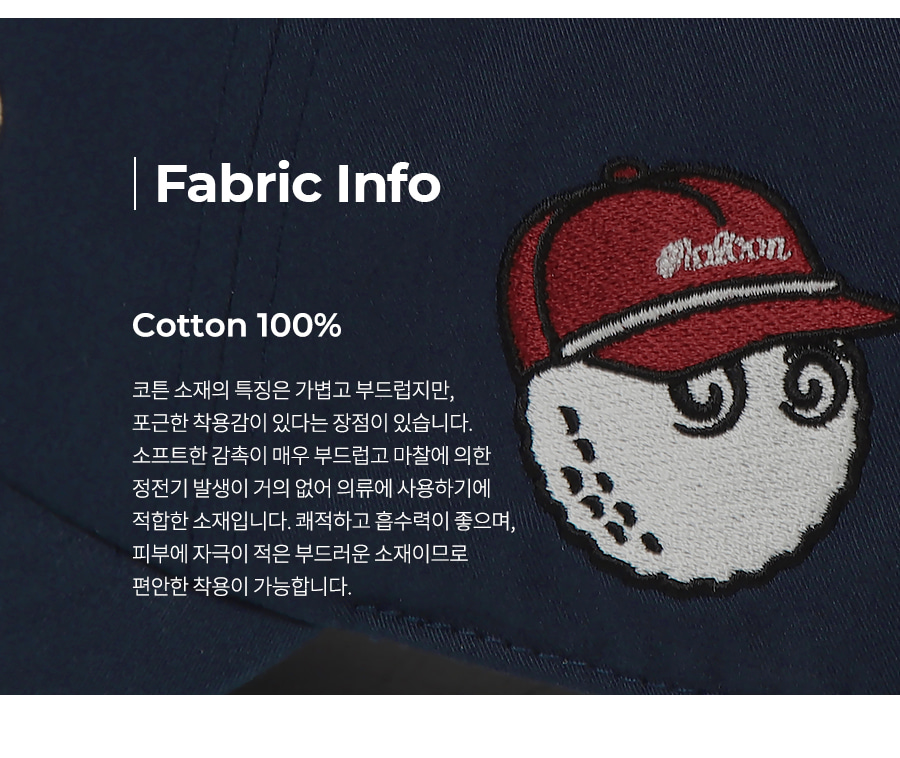 Fabric Info
Malbon
Cotton 100%
코튼 소재의 특징은 가볍고 부드럽지만,
포근한 착용감이 있다는 장점이 있습니다.
소프트한 감촉이 매우 부드럽고 마찰에 의한
정전기 발생이 거의 없어 의류에 사용하기에
적합한 소재입니다. 쾌적하고 흡수력이 좋으며,
피부에 자극이 적은 부드러운 소재이므로
편안한 착용이 가능합니다.